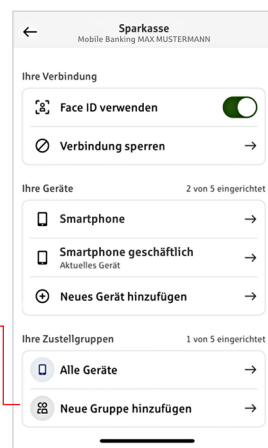 Sparkasse
Mobile Banking MAX MUSTERMANN
Ihre Verbindung
Face ID verwenden
Verbindung sperren
Ihre Geräte 2 von 5 eingerichtet
Smartphone
Smartphone geschäftlich
Aktuelles Gerät
Neues Gerät hinzufügen
Ihre Zustellgruppen 1 von 5 eingerichtet
Alle Geräte
Neue Gruppe hinzufügen